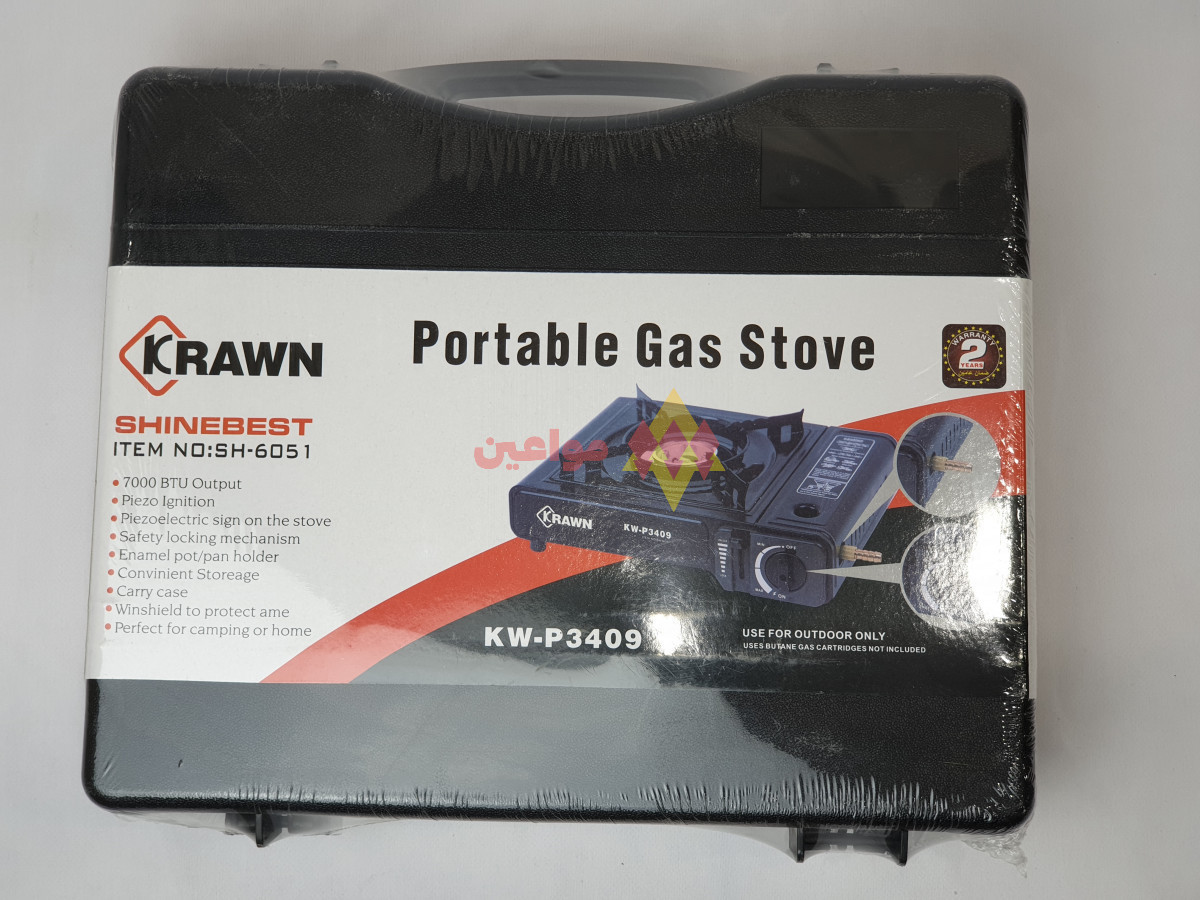 KRAWN
Portable Gas Stove
WARRANTY
2
YEARS
SHINEBEST
ITEM NO:SH-6051
7000 BTU Output
Piezo Ignition
Piezoelectric sign on the stove
Safety locking mechanism
Enamel pot/pan holder
Convinient Storeage
Carry case
Winshield to protect ame
Perfect for camping or home
مواعين
KRAWN
KW-P3409
MIN
OFF
MAX
ON
KW-P3409
USE FOR OUTDOOR ONLY
USES BUTANE GAS CARTRIDGES NOT INCLUDED